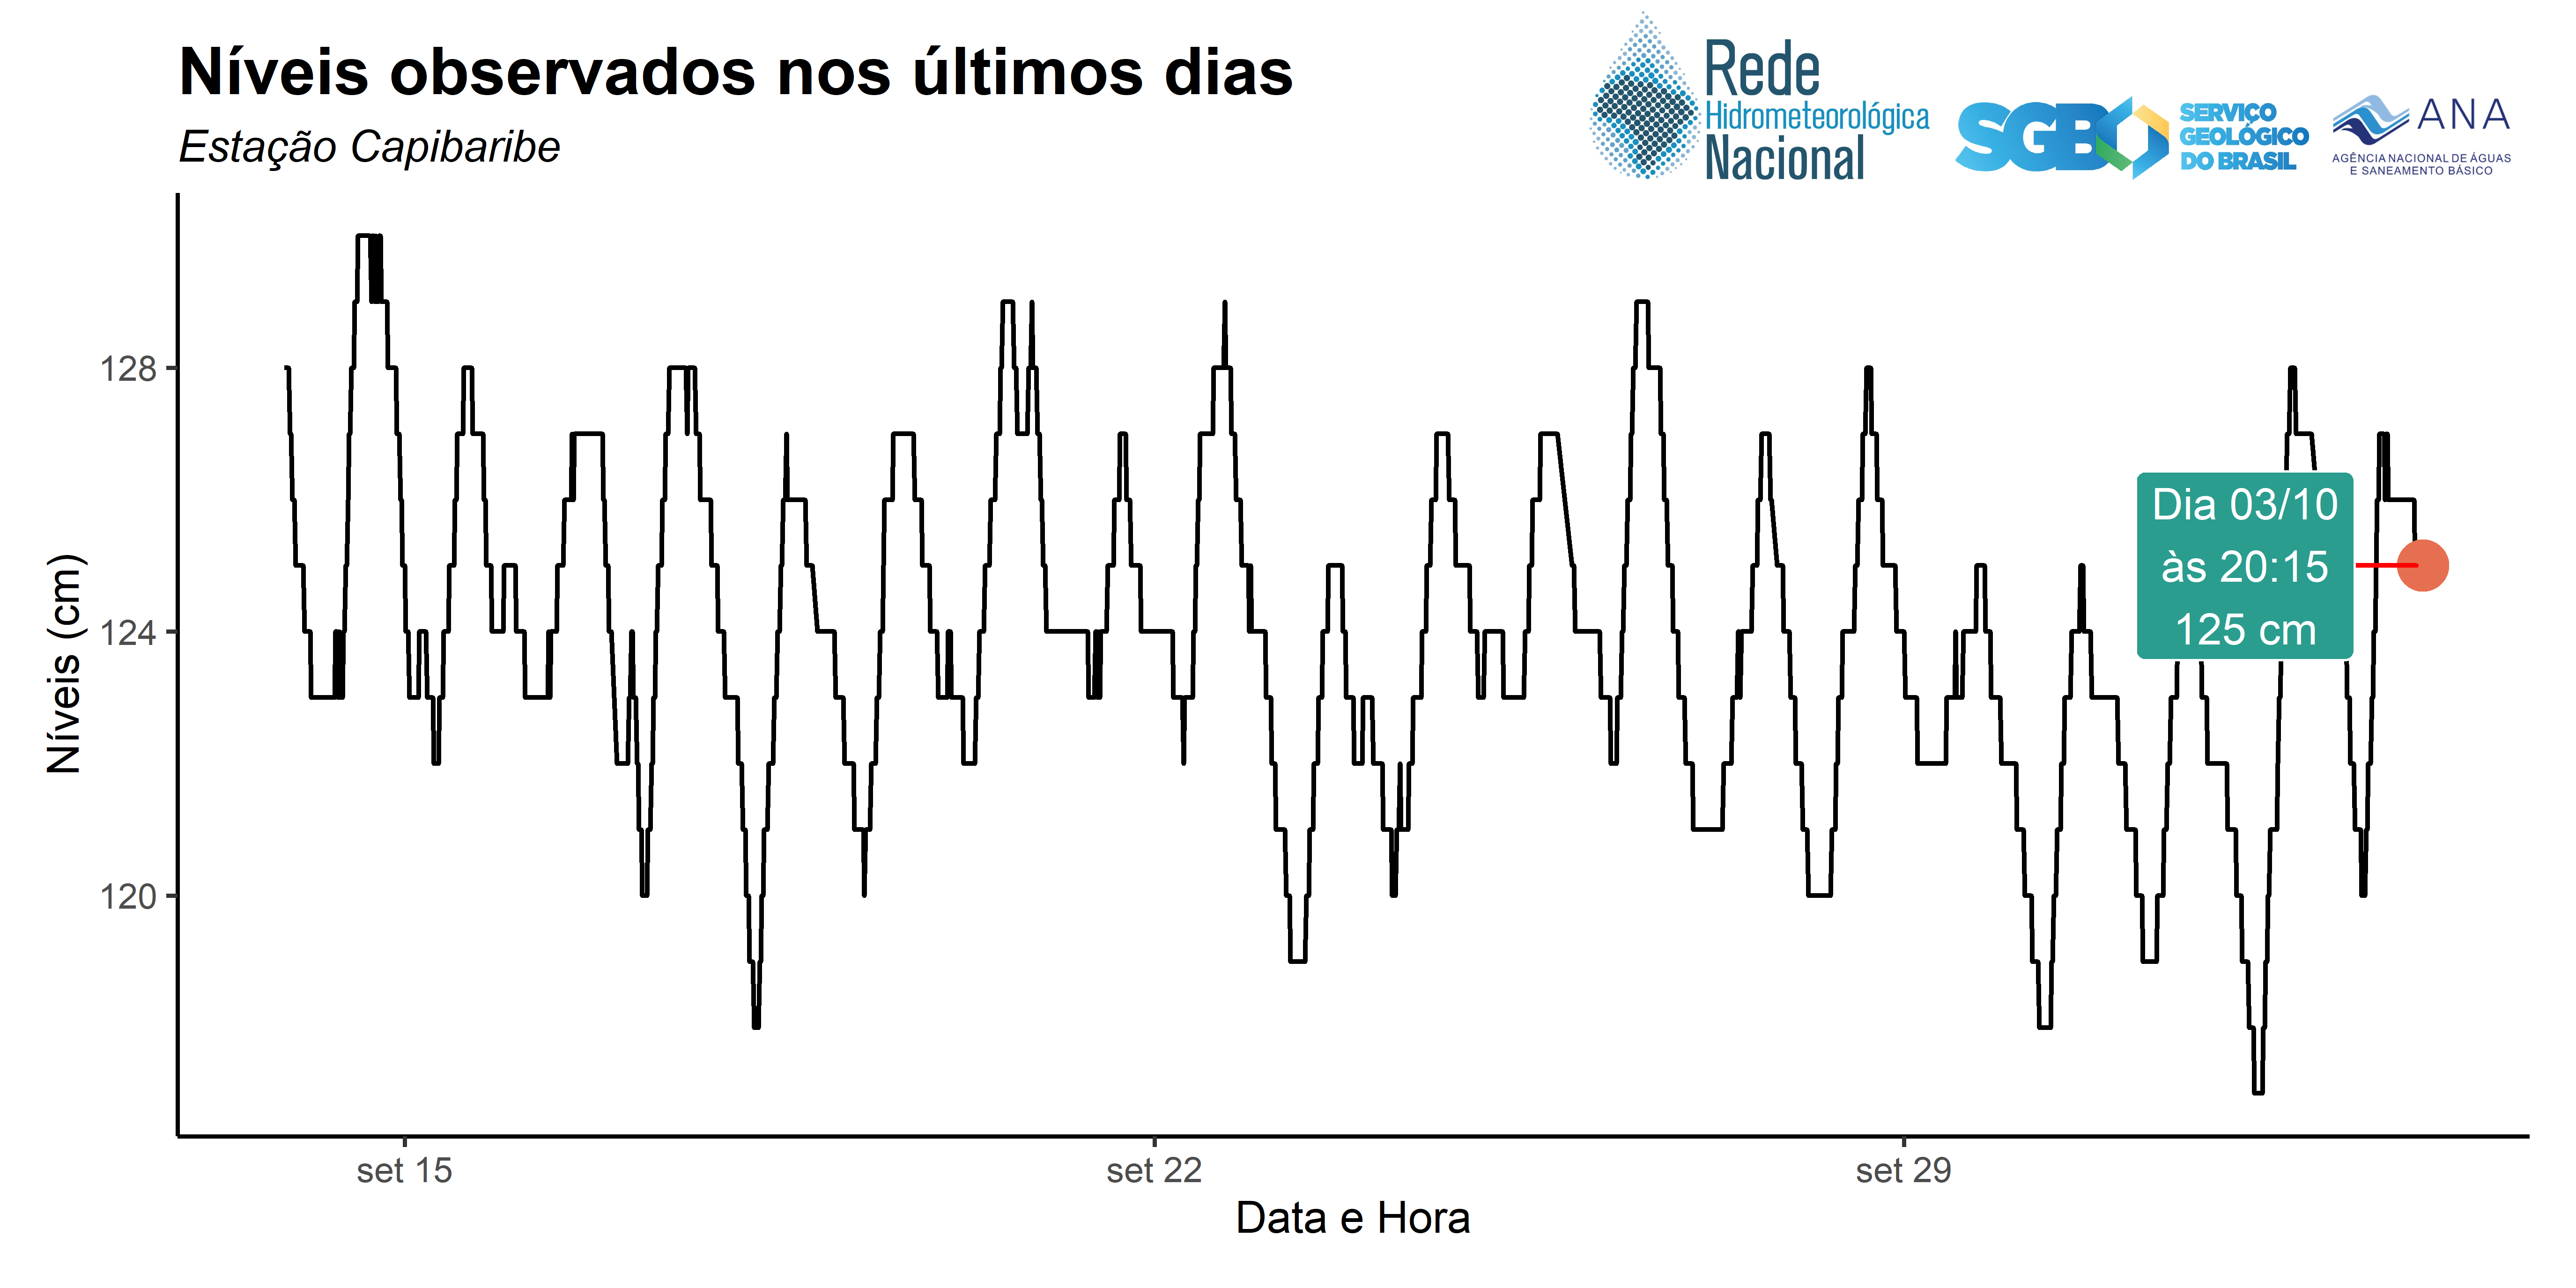 Níveis observados nos últimos dias
Estação Capibaribe
Rede
Hidrometeorológica
Nacional
SGB
SERVIÇO
GEOLÓGICO
DO BRASIL
ANA
AGÊNCIA NACIONAL DE ÁGUAS
E SANEAMENTO BÁSICO
Níveis (cm)
128
124
120
Dia 03/10
às 20:15
125 cm
set 15
set 22
set 29
Data e Hora